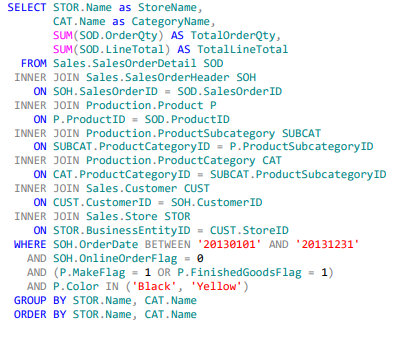 SELECT STOR.Name as StoreName,
CAT.Name as CategoryName,
SUM(SOD.OrderQty) AS TotalOrderQty,
SUM(SOD.LineTotal) AS TotalLineTotal
FROM Sales.SalesOrderDetail SOD
INNER JOIN Sales.SalesOrderHeader SOH
ON SOH.SalesOrderID = SOD.SalesOrderID
INNER JOIN Production.Product P
ON P.ProductID = SOD.ProductID
INNER JOIN Production.ProductSubcategory SUBCAT
ON SUBCAT.ProductCategoryID = P.ProductSubcategoryID
INNER JOIN Production.ProductCategory CAT
ON CAT.ProductCategoryID = SUBCAT.ProductSubcategoryID
INNER JOIN Sales.Customer CUST
ON CUST.CustomerID = SOH.CustomerID
INNER JOIN Sales.Store STOR
ON STOR.BusinessEntityID = CUST.StoreID
WHERE SOH.OrderDate BETWEEN '20130101' AND '20131231'
AND SOH.OnlineOrderFlag = 0
AND (P.MakeFlag = 1 OR P.FinishedGoodsFlag = 1)
AND P.Color IN ('Black', 'Yellow')
GROUP BY STOR.Name, CAT.Name
ORDER BY STOR.Name, CAT.Name